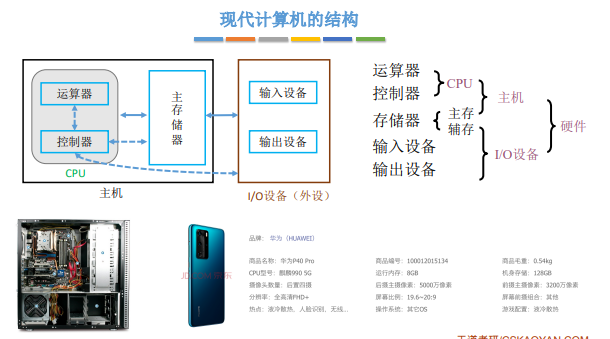 现代计算机的结构
运算器
控制器
CPU
主存储器
主机
输入设备
输出设备
I/O设备（外设）
运算器
控制器
存储器
输入设备
输出设备
CPU
主存
辅存
主机
I/O设备
硬件
品牌： 华为（HUAWEI）
商品名称：华为P40 Pro
商品编号：100012015134
商品毛重：0.54kg
CPU型号：麒麟990 5G
运行内存：8GB
机身存储：128GB
摄像头数量：后置四摄
后摄主摄像素：5000万像素
前摄主摄像素：3200万像素
分辨率：全高清FHD+
屏幕比例：19.6~20:9
屏幕前摄组合：其他
热点：液冷散热，人脸识别，无线...
操作系统：其它OS
游戏配置：液冷散热